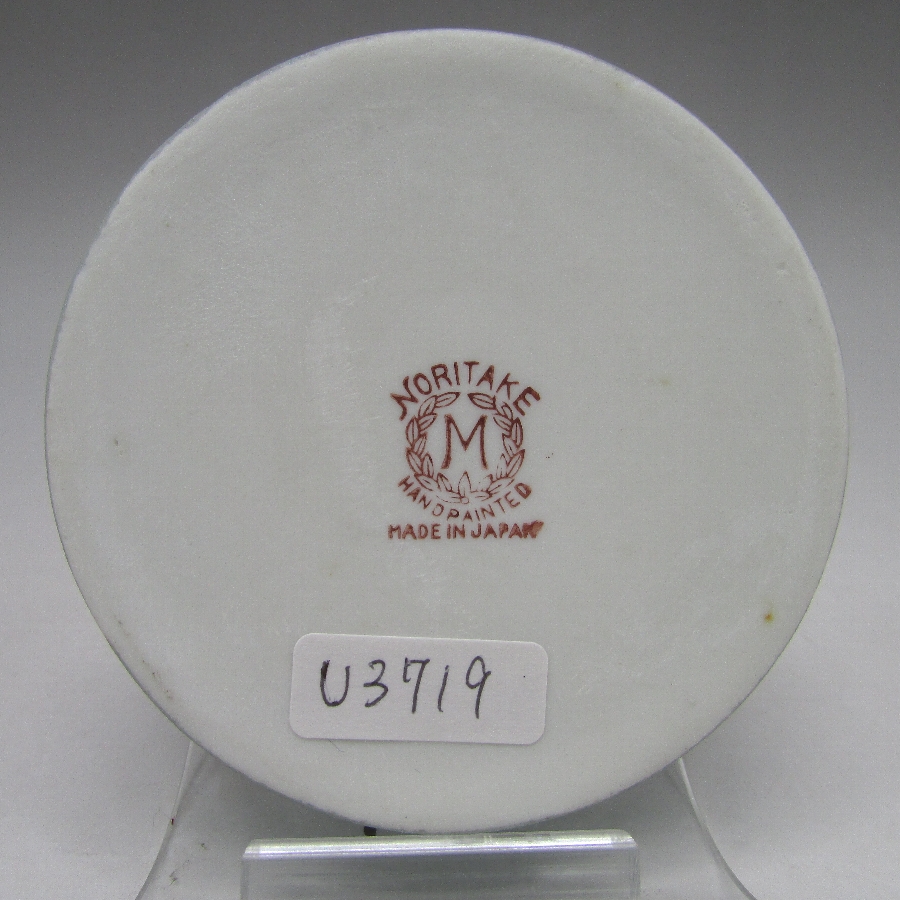 NORITAKE
M
HANDPAINTED
MADE IN JAPAN
U3719